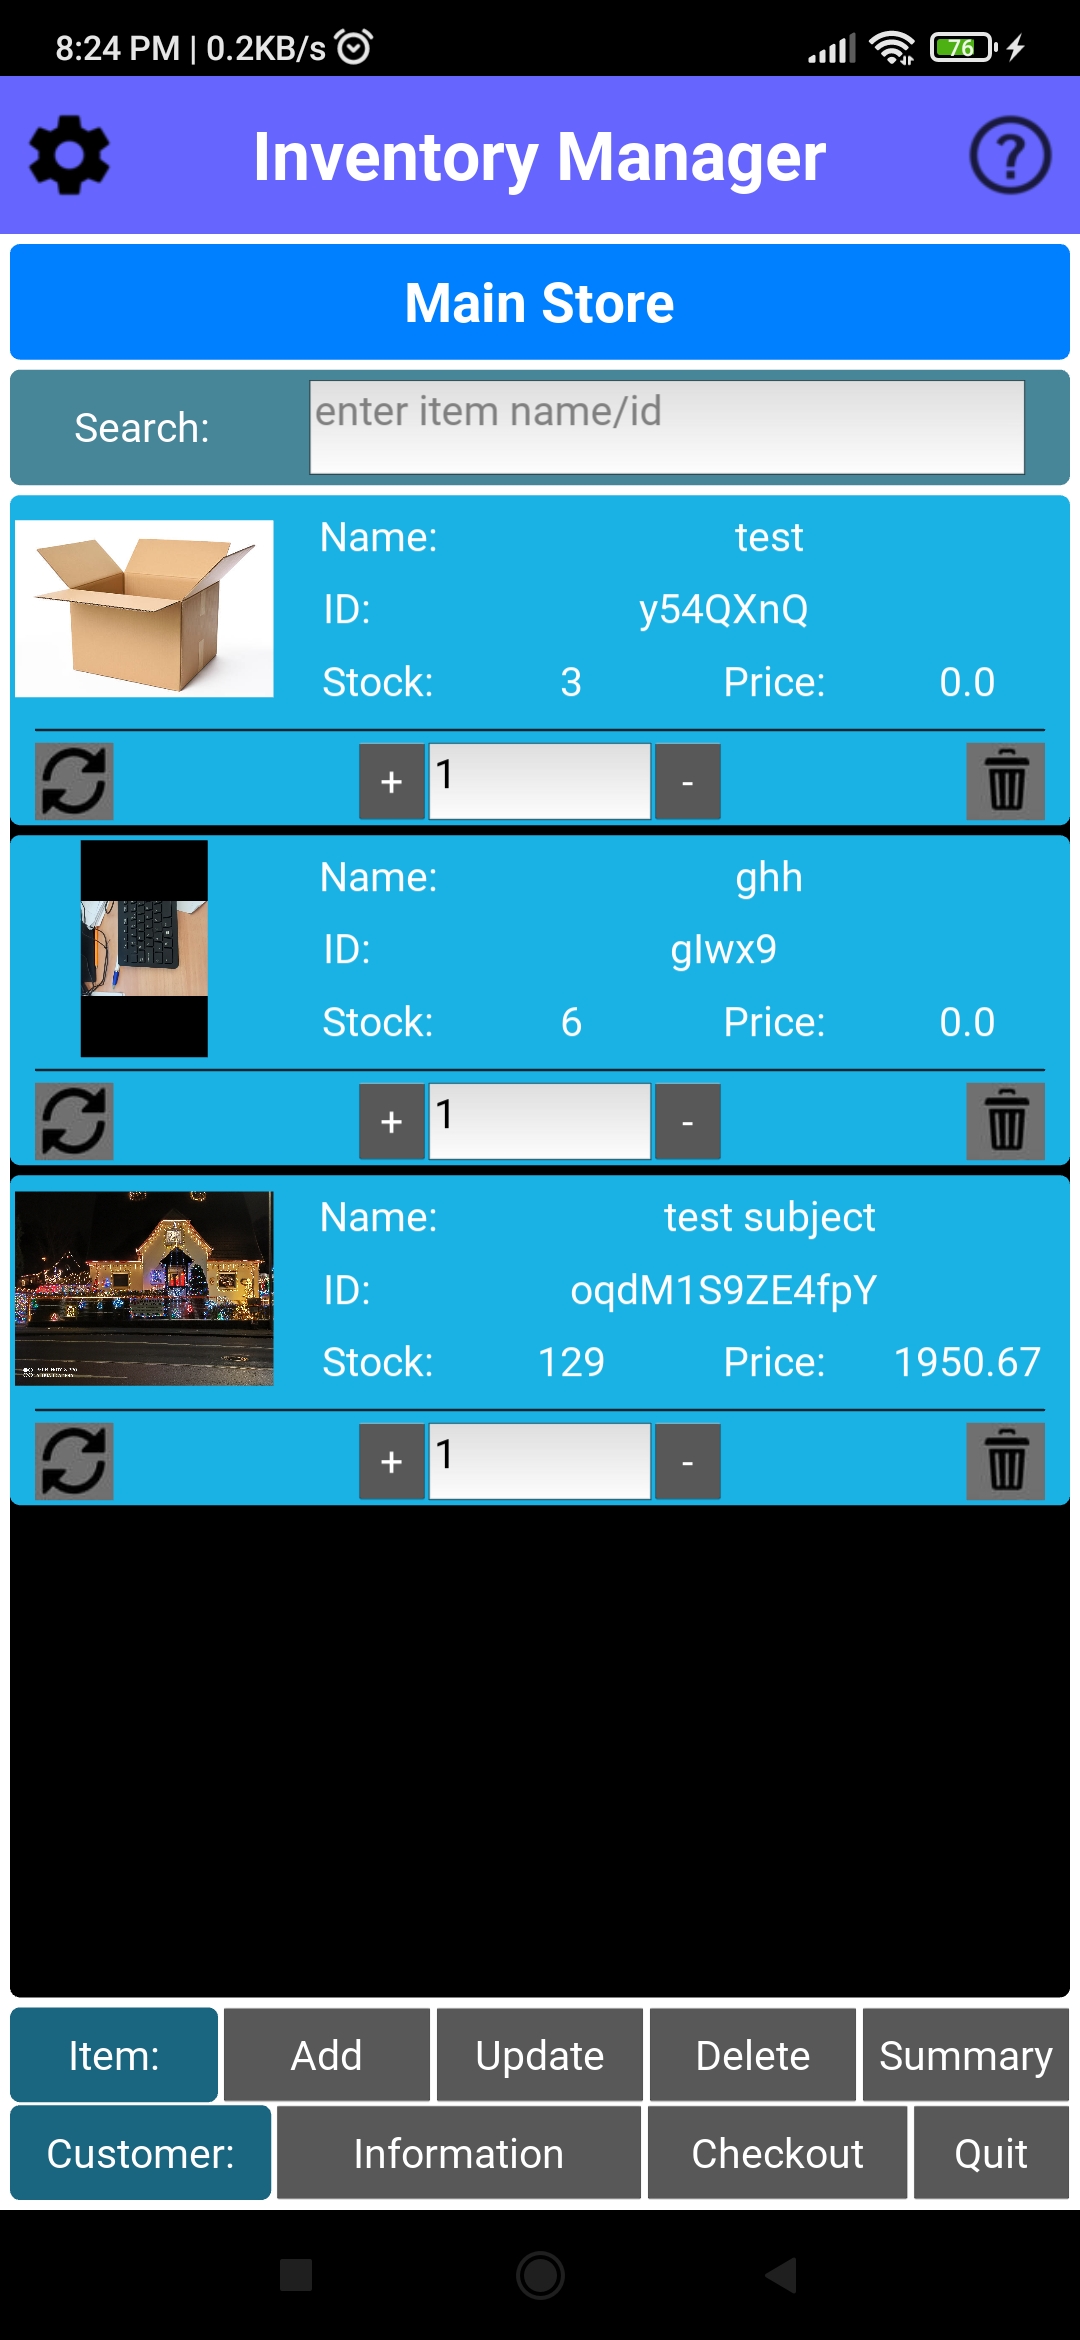 8:24 PM | 0.2KB/s 76
Inventory Manager ?
Main Store
Search: enter item name/id
Name: test
ID: y54QXnQ
Stock: 3 Price: 0.0
+ 1 -
Name: ghh
ID: glwx9
Stock: 6 Price: 0.0
+ 1 -
Name: test subject
ID: oqdM1S9ZE4fpY
Stock: 129 Price: 1950.67
+ 1 -
Item: Add Update Delete Summary
Customer: Information Checkout Quit